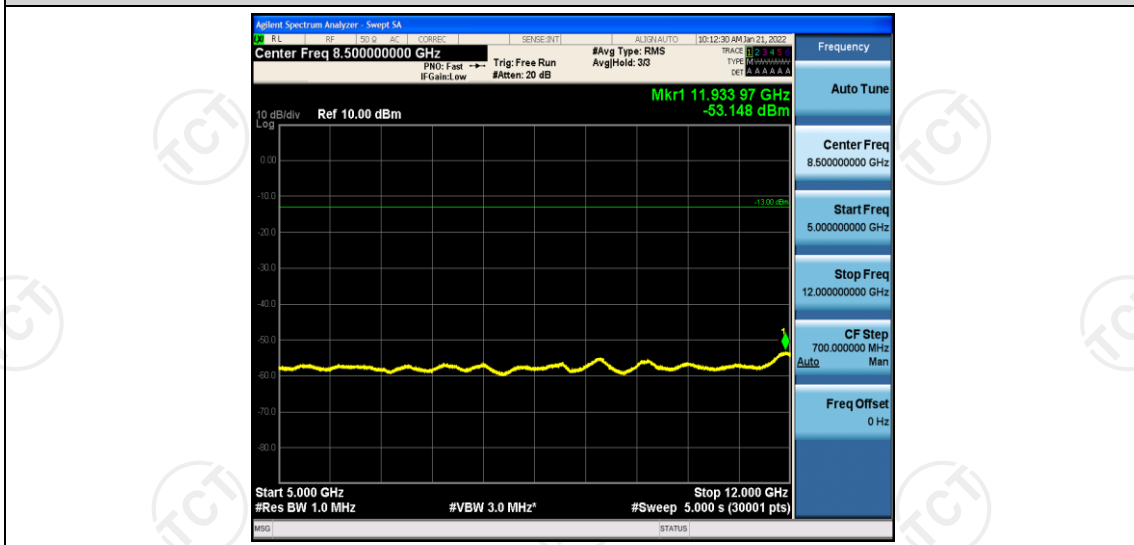 Agilent Spectrum Analyzer - Swept SA
RL RF 50 Ω AC CORREC SENSE:INT ALIGN AUTO 10:12:30 AM Jan 21, 2022
Center Freq 8.500000000 GHz
PNO: Fast
IFGain:Low
Trig: Free Run
#Atten: 20 dB
#Avg Type: RMS
Avg|Hold: 3/3
TRACE 1 2 3 4 5 6
TYPE M
DET A A A A A A
Mkr1 11.933 97 GHz
-53.148 dBm
10 dB/div Ref 10.00 dBm
Log
0.00
-10.0
-13.00 dBm
-20.0
-30.0
-40.0
-50.0
1
-60.0
-70.0
-80.0
Start 5.000 GHz Stop 12.000 GHz
#Res BW 1.0 MHz #VBW 3.0 MHz* #Sweep 5.000 s (30001 pts)
MSG STATUS
Frequency
Auto Tune
Center Freq
8.500000000 GHz
Start Freq
5.000000000 GHz
Stop Freq
12.000000000 GHz
CF Step
700.000000 MHz
Auto Man
Freq Offset
0 Hz
TCT
TCT
TCT
TCT
TCT